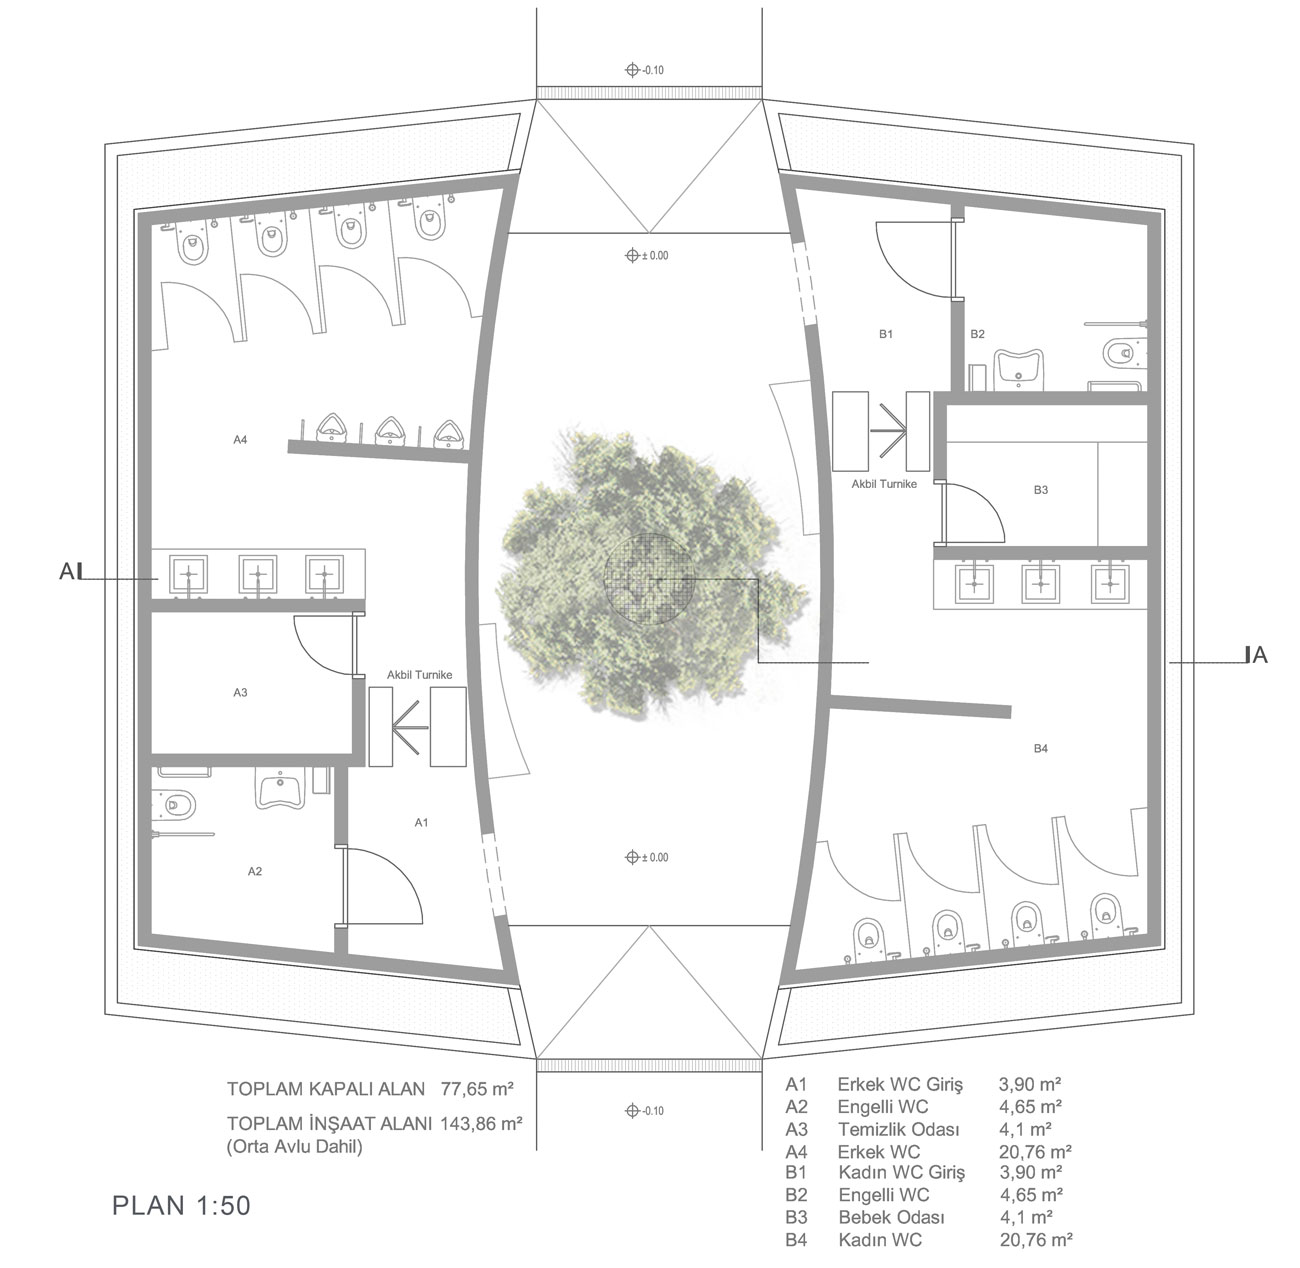 -0.10
± 0.00
B1
B2
A4
Akbil Turnike
B3
A
A
Akbil Turnike
A3
B4
A1
± 0.00
A2
TOPLAM KAPALI ALAN 77,65 m²
TOPLAM İNŞAAT ALANI 143,86 m²
(Orta Avlu Dahil)
-0.10
A1 Erkek WC Giriş 3,90 m²
A2 Engelli WC 4,65 m²
A3 Temizlik Odası 4,1 m²
A4 Erkek WC 20,76 m²
B1 Kadın WC Giriş 3,90 m²
B2 Engelli WC 4,65 m²
B3 Bebek Odası 4,1 m²
B4 Kadın WC 20,76 m²
PLAN 1:50